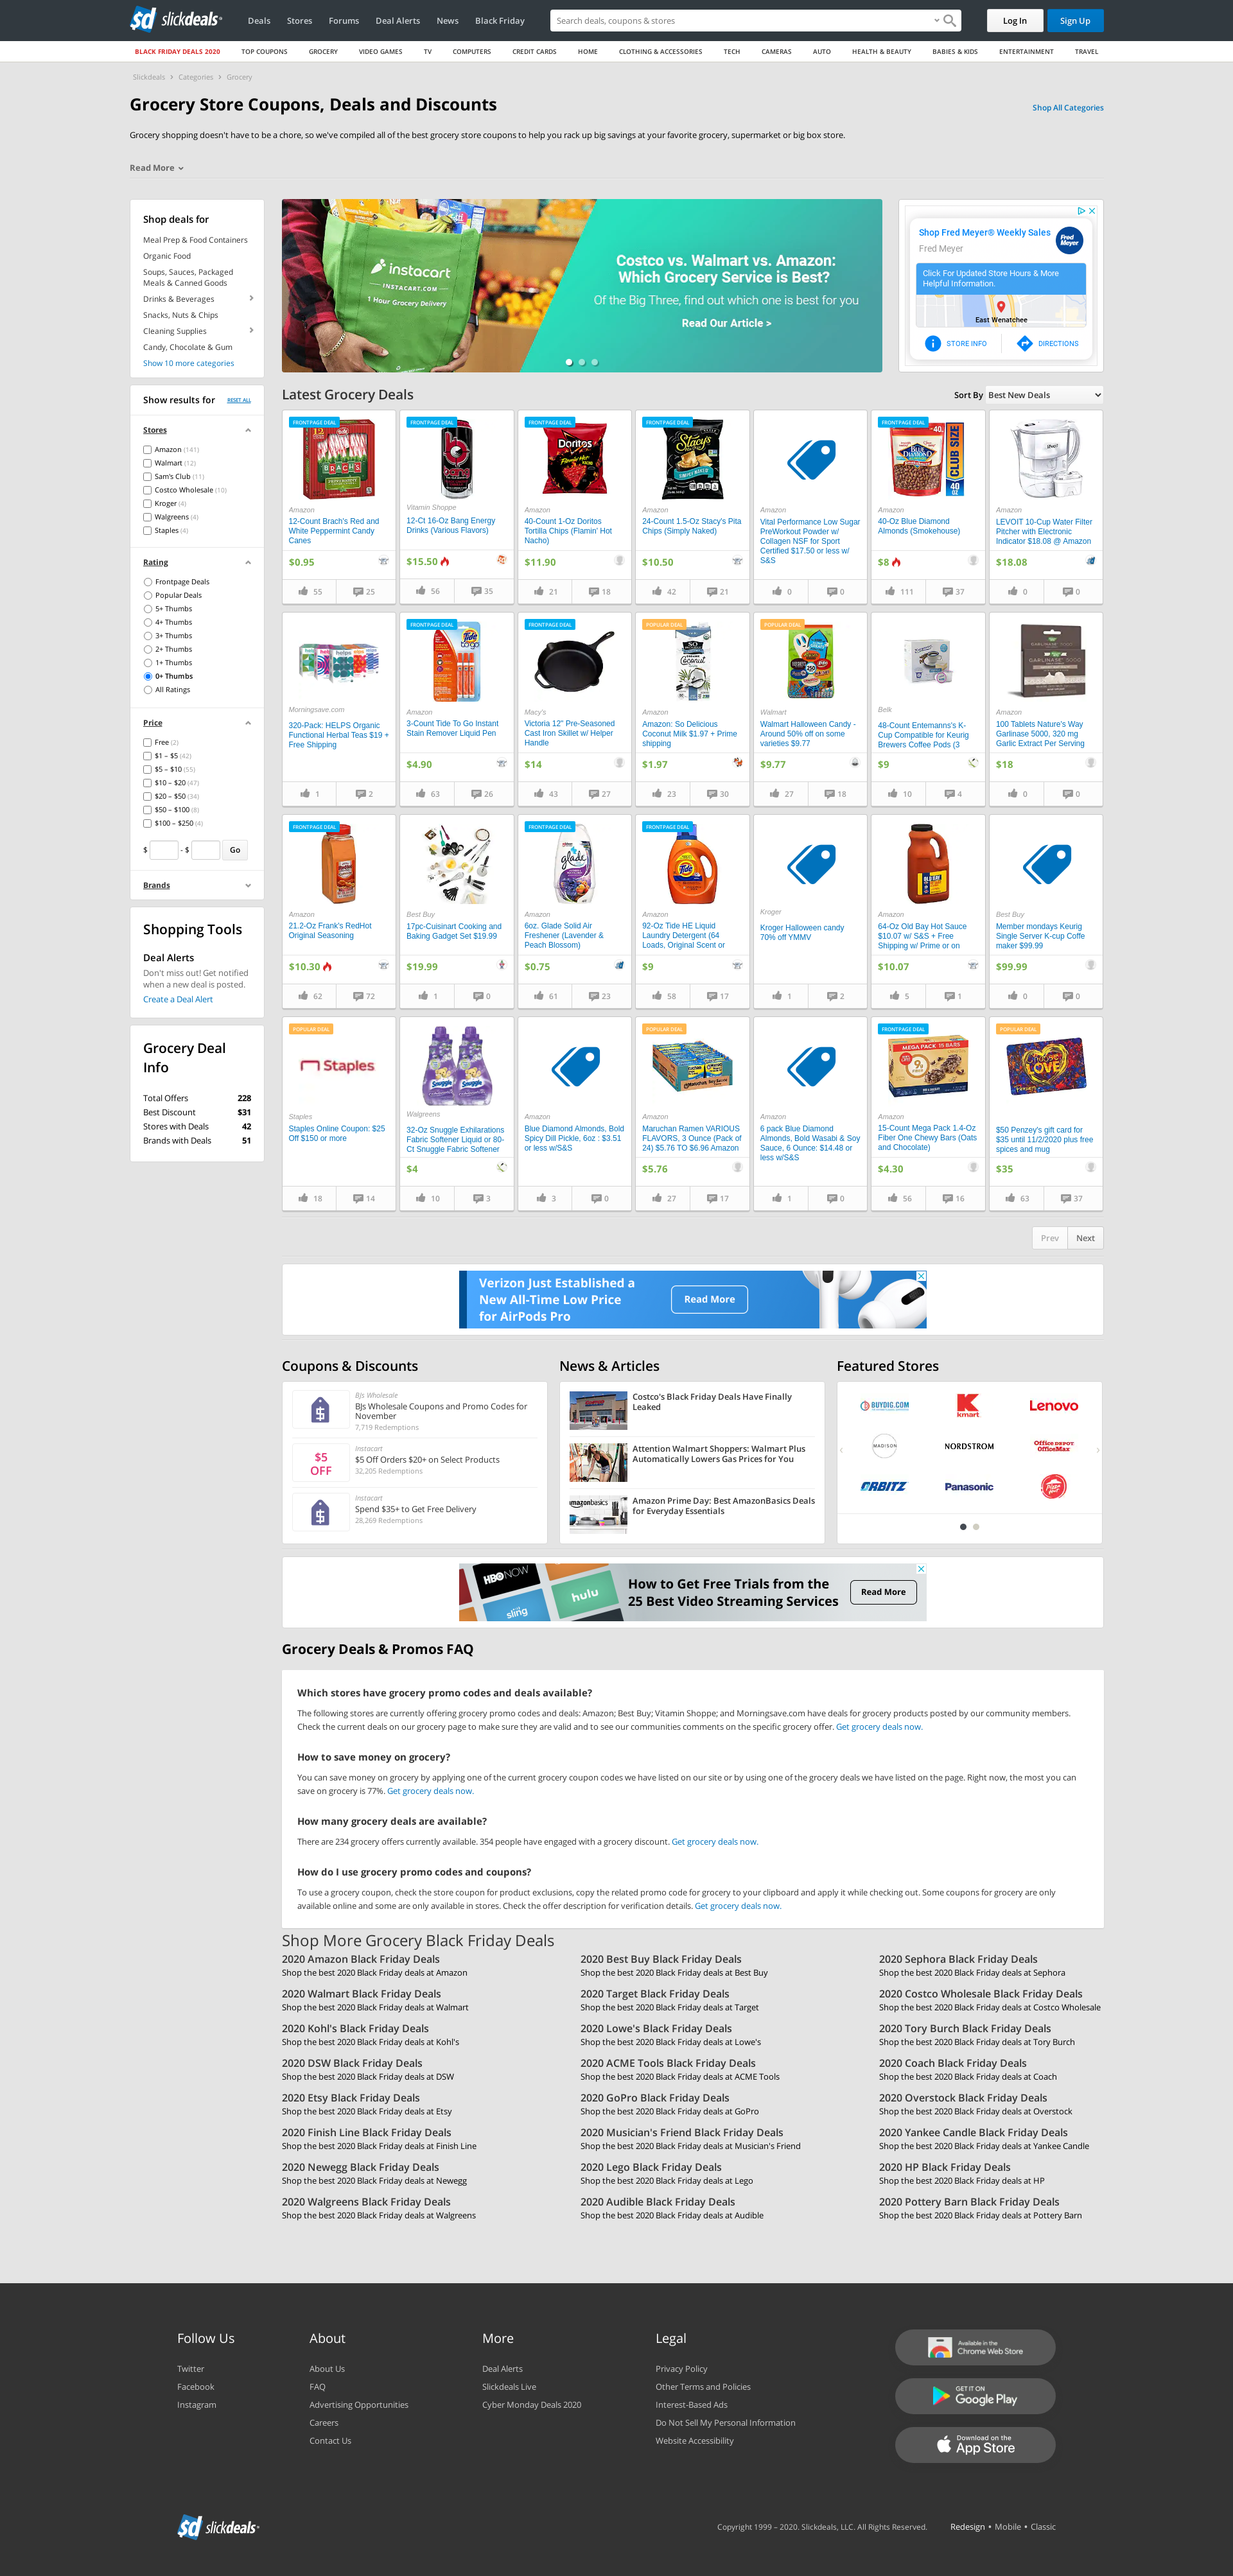 slickdeals
Deals
Stores
Forums
Deal Alerts
News
Black Friday
Search deals, coupons & stores
Log In
Sign Up
BLACK FRIDAY DEALS 2020
TOP COUPONS
GROCERY
VIDEO GAMES
TV
COMPUTERS
CREDIT CARDS
HOME
CLOTHING & ACCESSORIES
TECH
CAMERAS
AUTO
HEALTH & BEAUTY
BABIES & KIDS
ENTERTAINMENT
TRAVEL
Slickdeals > Categories > Grocery
Grocery Store Coupons, Deals and Discounts
Shop All Categories
Grocery shopping doesn't have to be a chore, so we've compiled all of the best grocery store coupons to help you rack up big savings at your favorite grocery, supermarket or big box store.
Read More
Shop deals for
Meal Prep & Food Containers
Organic Food
Soups, Sauces, Packaged
Meals & Canned Goods
Drinks & Beverages
Snacks, Nuts & Chips
Cleaning Supplies
Candy, Chocolate & Gum
Show 10 more categories
Show results for
RESET ALL
Stores
Amazon (141)
Walmart (12)
Sam's Club (11)
Costco Wholesale (10)
Kroger (4)
Walgreens (4)
Staples (4)
Rating
Frontpage Deals
Popular Deals
5+ Thumbs
4+ Thumbs
3+ Thumbs
2+ Thumbs
1+ Thumbs
0+ Thumbs
All Ratings
Price
Free (2)
$1 – $5 (42)
$5 – $10 (55)
$10 – $20 (47)
$20 – $50 (34)
$50 – $100 (8)
$100 – $250 (4)
$ - $ Go
Brands
Shopping Tools
Deal Alerts
Don't miss out! Get notified
when a new deal is posted.
Create a Deal Alert
Grocery Deal
Info
Total Offers 228
Best Discount $31
Stores with Deals 42
Brands with Deals 51
instacart
INSTACART.COM
1 Hour Grocery Delivery
Costco vs. Walmart vs. Amazon:
Which Grocery Service is Best?
Of the Big Three, find out which one is best for you
Read Our Article >
Shop Fred Meyer® Weekly Sales
Fred Meyer
Fred Meyer
Click For Updated Store Hours & More
Helpful Information.
East Wenatchee
STORE INFO
DIRECTIONS
Latest Grocery Deals
Sort By Best New Deals
FRONTPAGE DEAL
Amazon
12-Count Brach's Red and
White Peppermint Candy
Canes
$0.95
55
25
FRONTPAGE DEAL
Vitamin Shoppe
12-Ct 16-Oz Bang Energy
Drinks (Various Flavors)
$15.50
56
35
FRONTPAGE DEAL
Doritos
Amazon
40-Count 1-Oz Doritos
Tortilla Chips (Flamin' Hot
Nacho)
$11.90
21
18
FRONTPAGE DEAL
Stacy's
Amazon
24-Count 1.5-Oz Stacy's Pita
Chips (Simply Naked)
$10.50
42
21
Amazon
Vital Performance Low Sugar
PreWorkout Powder w/
Collagen NSF for Sport
Certified $17.50 or less w/
S&S
0
0
FRONTPAGE DEAL
BLUE DIAMOND
CLUB SIZE
40 OZ
Amazon
40-Oz Blue Diamond
Almonds (Smokehouse)
$8
111
37
Amazon
LEVOIT 10-Cup Water Filter
Pitcher with Electronic
Indicator $18.08 @ Amazon
$18.08
0
0
helps
Morningsave.com
320-Pack: HELPS Organic
Functional Herbal Teas $19 +
Free Shipping
1
2
FRONTPAGE DEAL
Tide to go
Amazon
3-Count Tide To Go Instant
Stain Remover Liquid Pen
$4.90
63
26
FRONTPAGE DEAL
Macy's
Victoria 12" Pre-Seasoned
Cast Iron Skillet w/ Helper
Handle
$14
43
27
POPULAR DEAL
Coconut
Amazon
Amazon: So Delicious
Coconut Milk $1.97 + Prime
shipping
$1.97
23
30
POPULAR DEAL
Walmart
Walmart Halloween Candy -
Around 50% off on some
varieties $9.77
$9.77
27
18
Belk
48-Count Entemanns's K-
Cup Compatible for Keurig
Brewers Coffee Pods (3
$9
10
4
Amazon
100 Tablets Nature's Way
Garlinase 5000, 320 mg
Garlic Extract Per Serving
$18
0
0
FRONTPAGE DEAL
Amazon
21.2-Oz Frank's RedHot
Original Seasoning
$10.30
62
72
Best Buy
17pc-Cuisinart Cooking and
Baking Gadget Set $19.99
$19.99
1
0
FRONTPAGE DEAL
glade
Amazon
6oz. Glade Solid Air
Freshener (Lavender &
Peach Blossom)
$0.75
61
23
FRONTPAGE DEAL
Tide
Amazon
92-Oz Tide HE Liquid
Laundry Detergent (64
Loads, Original Scent or
$9
58
17
Kroger
Kroger Halloween candy
70% off YMMV
1
2
Amazon
64-Oz Old Bay Hot Sauce
$10.07 w/ S&S + Free
Shipping w/ Prime or on
$10.07
5
1
Best Buy
Member mondays Keurig
Single Server K-cup Coffe
maker $99.99
$99.99
0
0
POPULAR DEAL
Staples
Staples
Staples Online Coupon: $25
Off $150 or more
18
14
Snuggle
Walgreens
32-Oz Snuggle Exhilarations
Fabric Softener Liquid or 80-
Ct Snuggle Fabric Softener
$4
10
3
Amazon
Blue Diamond Almonds, Bold
Spicy Dill Pickle, 6oz : $3.51
or less w/S&S
3
0
POPULAR DEAL
Amazon
Maruchan Ramen VARIOUS
FLAVORS, 3 Ounce (Pack of
24) $5.76 TO $6.96 Amazon
$5.76
27
17
Amazon
6 pack Blue Diamond
Almonds, Bold Wasabi & Soy
Sauce, 6 Ounce: $14.48 or
less w/S&S
1
0
FRONTPAGE DEAL
MEGA PACK 15 BARS
Amazon
15-Count Mega Pack 1.4-Oz
Fiber One Chewy Bars (Oats
and Chocolate)
$4.30
56
16
POPULAR DEAL
LOVE
$50 Penzey's gift card for
$35 until 11/2/2020 plus free
spices and mug
$35
63
37
Prev
Next
Verizon Just Established a
New All-Time Low Price
for AirPods Pro
Read More
Coupons & Discounts
BJs Wholesale
BJs Wholesale Coupons and Promo Codes for
November
7,719 Redemptions
$5
OFF
Instacart
$5 Off Orders $20+ on Select Products
32,205 Redemptions
Instacart
Spend $35+ to Get Free Delivery
28,269 Redemptions
News & Articles
Costco's Black Friday Deals Have Finally
Leaked
Attention Walmart Shoppers: Walmart Plus
Automatically Lowers Gas Prices for You
amazonbasics
Amazon Prime Day: Best AmazonBasics Deals
for Everyday Essentials
Featured Stores
BUYDIG.COM
kmart
Lenovo
MADISON
NORDSTROM
Office DEPOT
OfficeMax
ORBITZ
Panasonic
Pizza Hut
HBO NOW
sling
hulu
How to Get Free Trials from the
25 Best Video Streaming Services
Read More
Grocery Deals & Promos FAQ
Which stores have grocery promo codes and deals available?
The following stores are currently offering grocery promo codes and deals: Amazon; Best Buy; Vitamin Shoppe; and Morningsave.com have deals for grocery products posted by our community members.
Check the current deals on our grocery page to make sure they are valid and to see our communities comments on the specific grocery offer. Get grocery deals now.
How to save money on grocery?
You can save money on grocery by applying one of the current grocery coupon codes we have listed on our site or by using one of the grocery deals we have listed on the page. Right now, the most you can
save on grocery is 77%. Get grocery deals now.
How many grocery deals are available?
There are 234 grocery offers currently available. 354 people have engaged with a grocery discount. Get grocery deals now.
How do I use grocery promo codes and coupons?
To use a grocery coupon, check the store coupon for product exclusions, copy the related promo code for grocery to your clipboard and apply it while checking out. Some coupons for grocery are only
available online and some are only available in stores. Check the offer description for verification details. Get grocery deals now.
Shop More Grocery Black Friday Deals
2020 Amazon Black Friday Deals
Shop the best 2020 Black Friday deals at Amazon
2020 Best Buy Black Friday Deals
Shop the best 2020 Black Friday deals at Best Buy
2020 Sephora Black Friday Deals
Shop the best 2020 Black Friday deals at Sephora
2020 Walmart Black Friday Deals
Shop the best 2020 Black Friday deals at Walmart
2020 Target Black Friday Deals
Shop the best 2020 Black Friday deals at Target
2020 Costco Wholesale Black Friday Deals
Shop the best 2020 Black Friday deals at Costco Wholesale
2020 Kohl's Black Friday Deals
Shop the best 2020 Black Friday deals at Kohl's
2020 Lowe's Black Friday Deals
Shop the best 2020 Black Friday deals at Lowe's
2020 Tory Burch Black Friday Deals
Shop the best 2020 Black Friday deals at Tory Burch
2020 DSW Black Friday Deals
Shop the best 2020 Black Friday deals at DSW
2020 ACME Tools Black Friday Deals
Shop the best 2020 Black Friday deals at ACME Tools
2020 Coach Black Friday Deals
Shop the best 2020 Black Friday deals at Coach
2020 Etsy Black Friday Deals
Shop the best 2020 Black Friday deals at Etsy
2020 GoPro Black Friday Deals
Shop the best 2020 Black Friday deals at GoPro
2020 Overstock Black Friday Deals
Shop the best 2020 Black Friday deals at Overstock
2020 Finish Line Black Friday Deals
Shop the best 2020 Black Friday deals at Finish Line
2020 Musician's Friend Black Friday Deals
Shop the best 2020 Black Friday deals at Musician's Friend
2020 Yankee Candle Black Friday Deals
Shop the best 2020 Black Friday deals at Yankee Candle
2020 Newegg Black Friday Deals
Shop the best 2020 Black Friday deals at Newegg
2020 Lego Black Friday Deals
Shop the best 2020 Black Friday deals at Lego
2020 HP Black Friday Deals
Shop the best 2020 Black Friday deals at HP
2020 Walgreens Black Friday Deals
Shop the best 2020 Black Friday deals at Walgreens
2020 Audible Black Friday Deals
Shop the best 2020 Black Friday deals at Audible
2020 Pottery Barn Black Friday Deals
Shop the best 2020 Black Friday deals at Pottery Barn
Follow Us
Twitter
Facebook
Instagram
About
About Us
FAQ
Advertising Opportunities
Careers
Contact Us
More
Deal Alerts
Slickdeals Live
Cyber Monday Deals 2020
Legal
Privacy Policy
Other Terms and Policies
Interest-Based Ads
Do Not Sell My Personal Information
Website Accessibility
Available in the
Chrome Web Store
GET IT ON
Google Play
Download on the
App Store
slickdeals
Copyright 1999 – 2020. Slickdeals, LLC. All Rights Reserved.
Redesign • Mobile • Classic